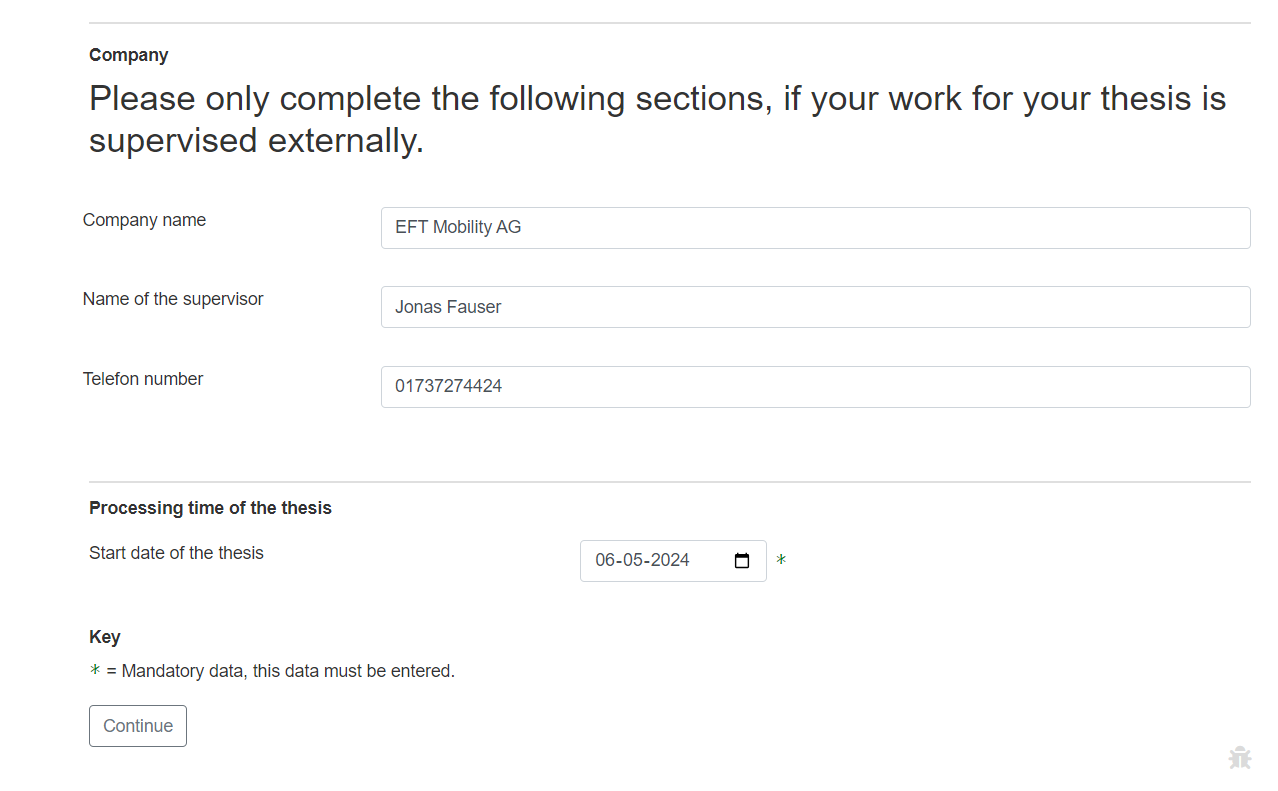 Company
Please only complete the following sections, if your work for your thesis is
supervised externally.
Company name
EFT Mobility AG
Name of the supervisor
Jonas Fauser
Telefon number
01737274424
Processing time of the thesis
Start date of the thesis
06-05-2024 *
Key
* = Mandatory data, this data must be entered.
Continue